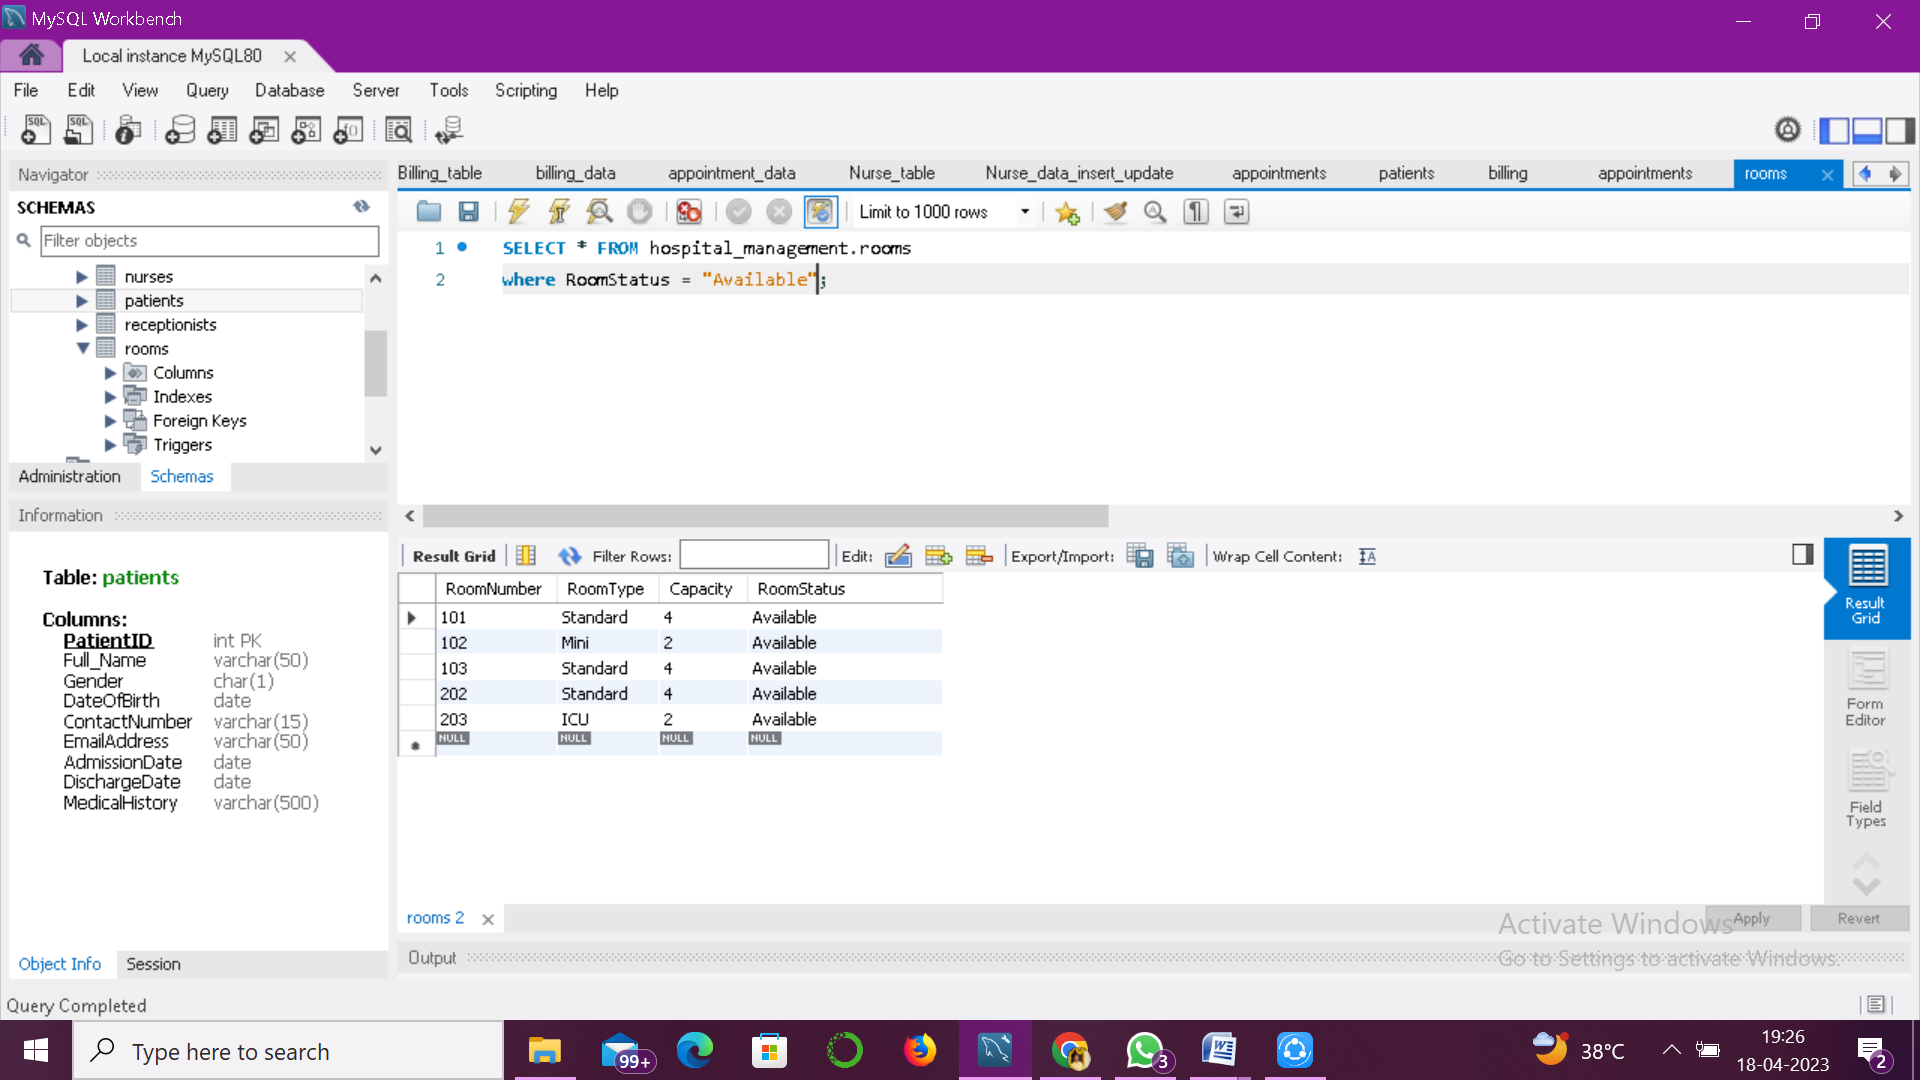 MySQL Workbench
Local instance MySQL80
File Edit View Query Database Server Tools Scripting Help
Navigator
SCHEMAS
Filter objects
nurses
patients
receptionists
rooms
Columns
Indexes
Foreign Keys
Triggers
Administration Schemas
Information
Table: patients
Columns:
PatientID int PK
Full_Name varchar(50)
Gender char(1)
DateOfBirth date
ContactNumber varchar(15)
EmailAddress varchar(50)
AdmissionDate date
DischargeDate date
MedicalHistory varchar(500)
Object Info Session
Billing_table billing_data appointment_data Nurse_table Nurse_data_insert_update appointments patients billing appointments rooms
Limit to 1000 rows
1 SELECT * FROM hospital_management.rooms
2 where RoomStatus = "Available";
Result Grid Filter Rows: Edit: Export/Import: Wrap Cell Content:
RoomNumber RoomType Capacity RoomStatus
101 Standard 4 Available
102 Mini 2 Available
103 Standard 4 Available
202 Standard 4 Available
203 ICU 2 Available
NULL NULL NULL NULL
Result
Grid
Form
Editor
Field
Types
rooms 2
Apply Revert
Output
Activate Windows
Go to Settings to activate Windows.
Query Completed
Type here to search
99+
3
38°C
19:26
18-04-2023
2